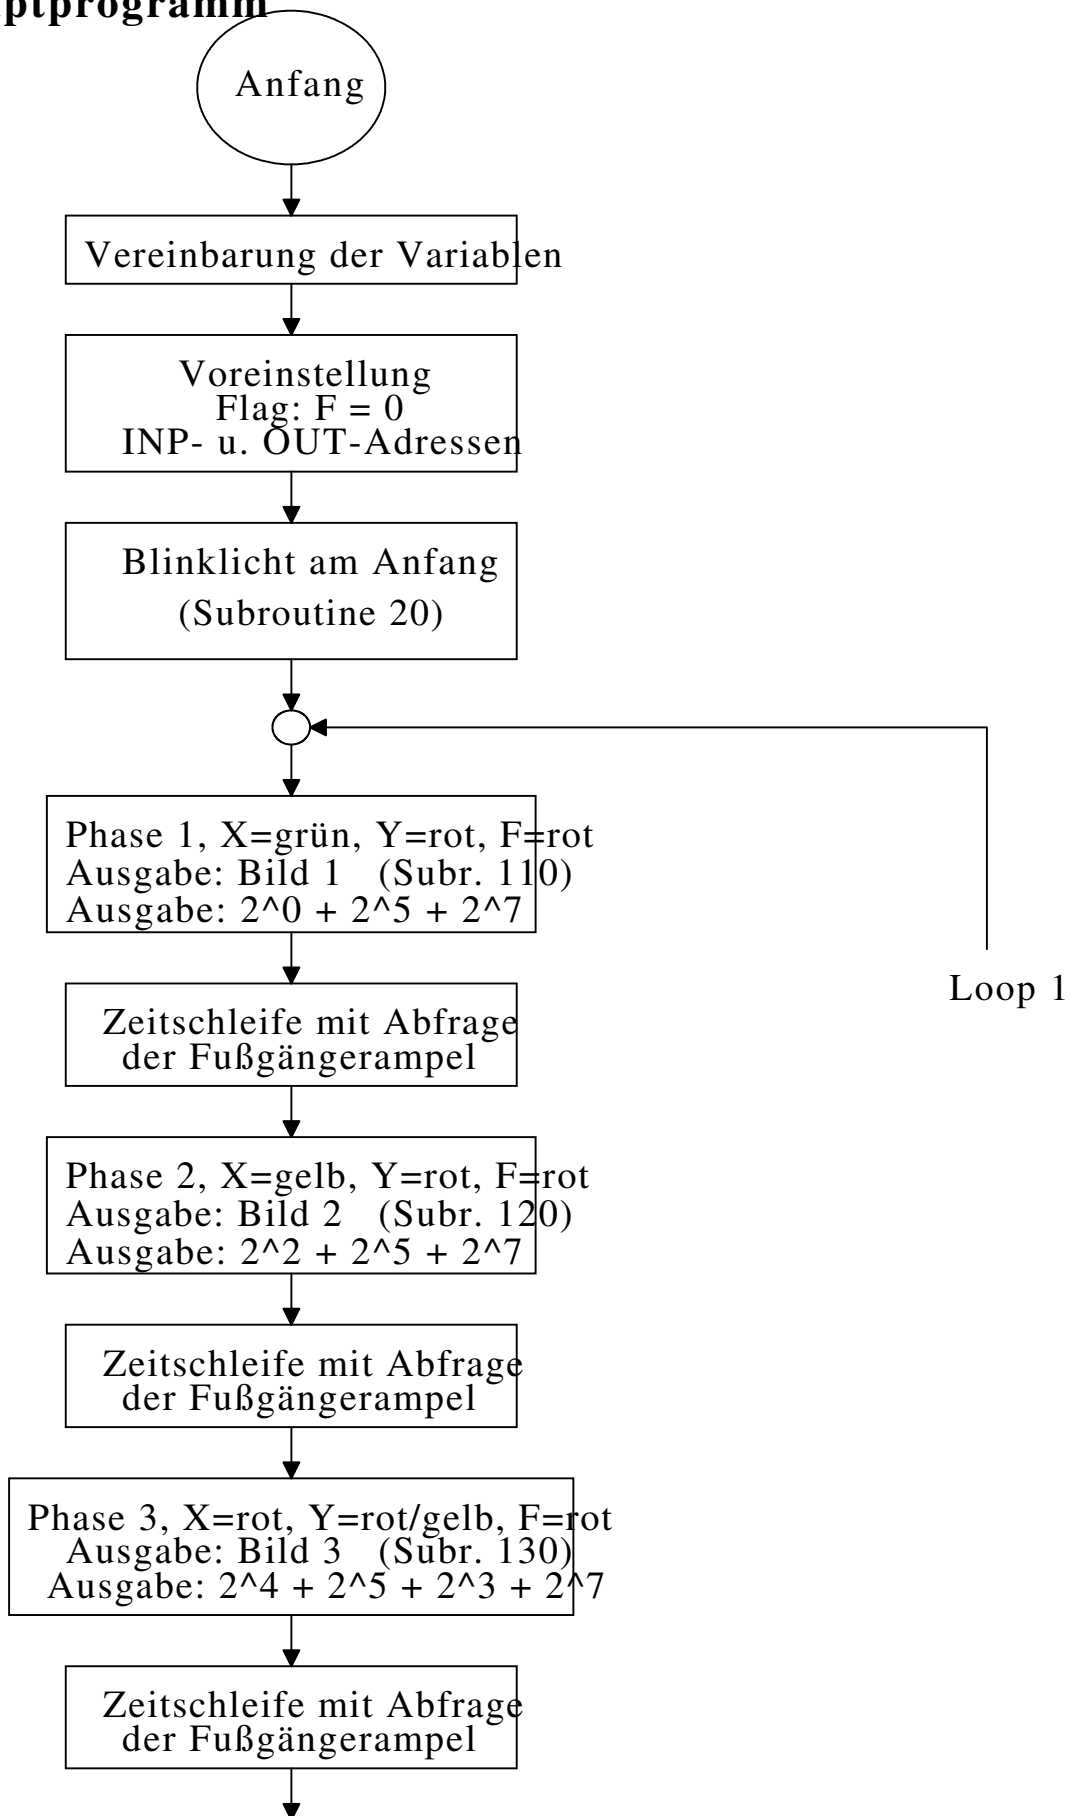 ptprogramm
Anfang
Vereinbarung der Variablen
Voreinstellung
Flag: F = 0
INP- u. OUT-Adressen
Blinklicht am Anfang
(Subroutine 20)
Phase 1, X=grün, Y=rot, F=rot
Ausgabe: Bild 1 (Subr. 110)
Ausgabe: 2^0 + 2^5 + 2^7
Loop 1
Zeitschleife mit Abfrage
der Fußgängerampel
Phase 2, X=gelb, Y=rot, F=rot
Ausgabe: Bild 2 (Subr. 120)
Ausgabe: 2^2 + 2^5 + 2^7
Zeitschleife mit Abfrage
der Fußgängerampel
Phase 3, X=rot, Y=rot/gelb, F=rot
Ausgabe: Bild 3 (Subr. 130)
Ausgabe: 2^4 + 2^5 + 2^3 + 2^7
Zeitschleife mit Abfrage
der Fußgängerampel